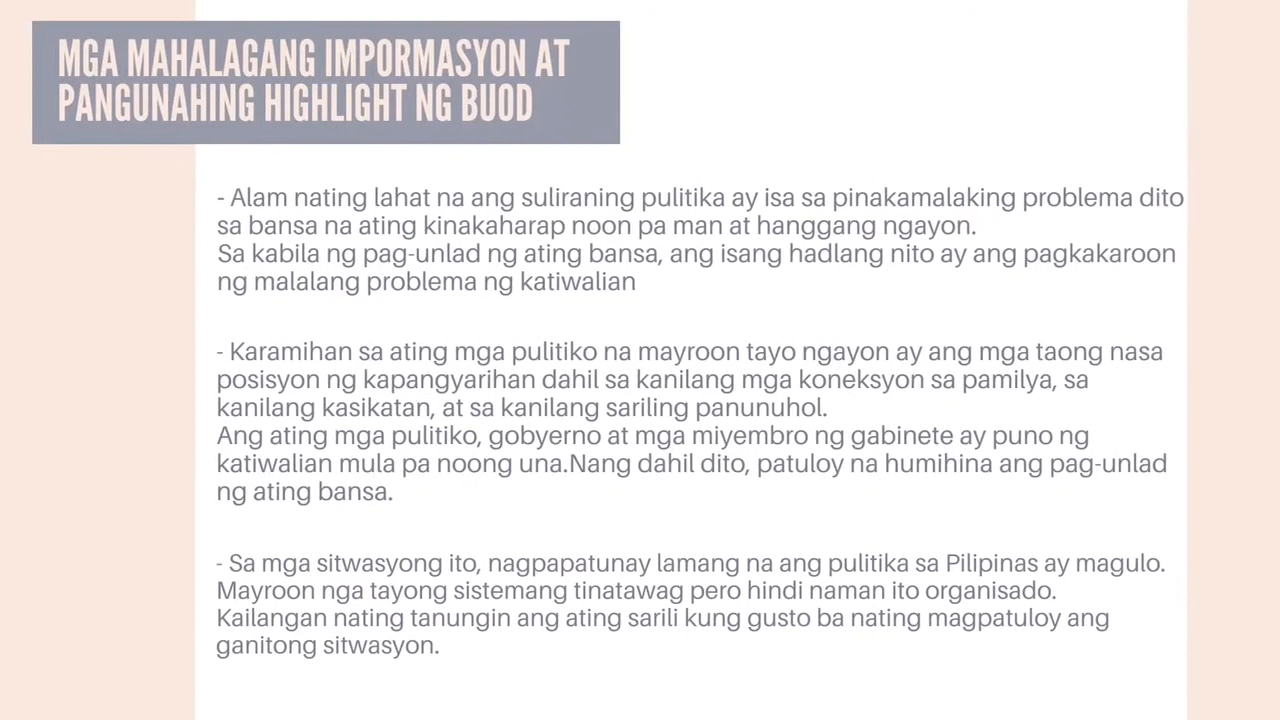 MGA MAHALAGANG IMPORMASYON AT
PANGUNAHING HIGHLIGHT NG BUOD
- Alam nating lahat na ang suliraning pulitika ay isa sa pinakamalaking problema dito
sa bansa na ating kinakaharap noon pa man at hanggang ngayon.
Sa kabila ng pag-unlad ng ating bansa, ang isang hadlang nito ay ang pagkakaroon
ng malalang problema ng katiwalian
- Karamihan sa ating mga pulitiko na mayroon tayo ngayon ay ang mga taong nasa
posisyon ng kapangyarihan dahil sa kanilang mga koneksyon sa pamilya, sa
kanilang kasikatan, at sa kanilang sariling panunuhol.
Ang ating mga pulitiko, gobyerno at mga miyembro ng gabinete ay puno ng
katiwalian mula pa noong una.Nang dahil dito, patuloy na humihina ang pag-unlad
ng ating bansa.
- Sa mga sitwasyong ito, nagpapatunay lamang na ang pulitika sa Pilipinas ay magulo.
Mayroon nga tayong sistemang tinatawag pero hindi naman ito organisado.
Kailangan nating tanungin ang ating sarili kung gusto ba nating magpatuloy ang
ganitong sitwasyon.